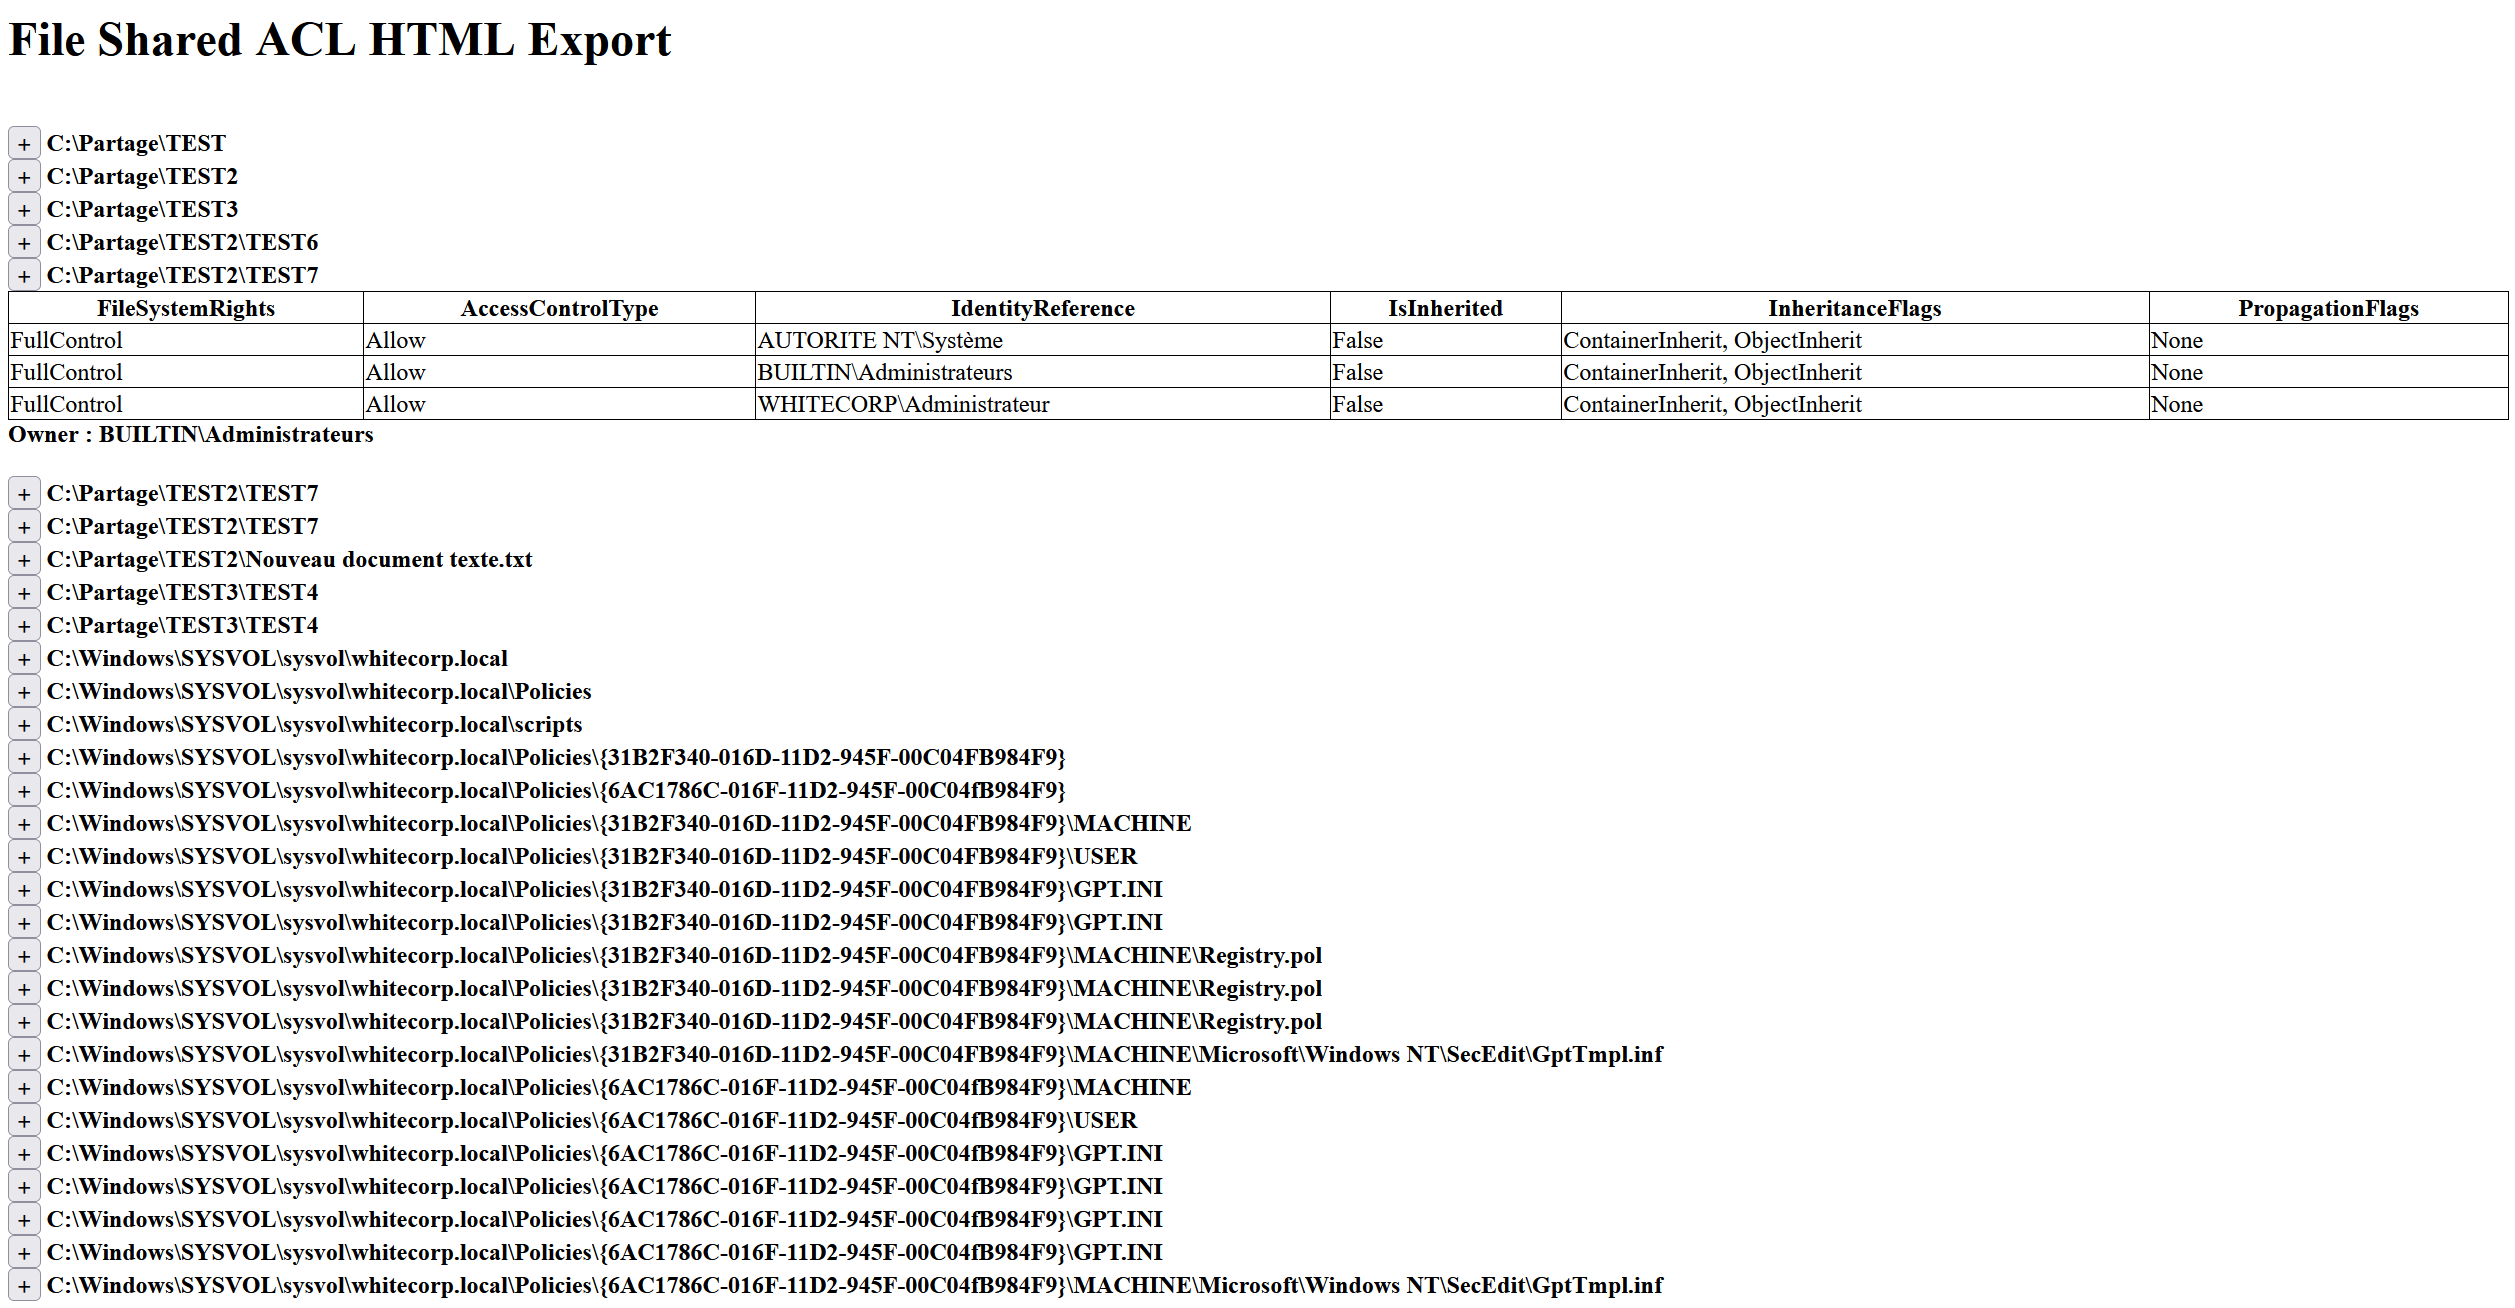 File Shared ACL HTML Export
+ C:\Partage\TEST
+ C:\Partage\TEST2
+ C:\Partage\TEST3
+ C:\Partage\TEST2\TEST6
+ C:\Partage\TEST2\TEST7
FileSystemRights AccessControlType IdentityReference IsInherited InheritanceFlags PropagationFlags
FullControl Allow AUTORITE NT\Système False ContainerInherit, ObjectInherit None
FullControl Allow BUILTIN\Administrateurs False ContainerInherit, ObjectInherit None
FullControl Allow WHITECORP\Administrateur False ContainerInherit, ObjectInherit None
Owner : BUILTIN\Administrateurs
+ C:\Partage\TEST2\TEST7
+ C:\Partage\TEST2\TEST7
+ C:\Partage\TEST2\Nouveau document texte.txt
+ C:\Partage\TEST3\TEST4
+ C:\Partage\TEST3\TEST4
+ C:\Windows\SYSVOL\sysvol\whitecorp.local
+ C:\Windows\SYSVOL\sysvol\whitecorp.local\Policies
+ C:\Windows\SYSVOL\sysvol\whitecorp.local\scripts
+ C:\Windows\SYSVOL\sysvol\whitecorp.local\Policies\{31B2F340-016D-11D2-945F-00C04FB984F9}
+ C:\Windows\SYSVOL\sysvol\whitecorp.local\Policies\{6AC1786C-016F-11D2-945F-00C04fB984F9}
+ C:\Windows\SYSVOL\sysvol\whitecorp.local\Policies\{31B2F340-016D-11D2-945F-00C04FB984F9}\MACHINE
+ C:\Windows\SYSVOL\sysvol\whitecorp.local\Policies\{31B2F340-016D-11D2-945F-00C04FB984F9}\USER
+ C:\Windows\SYSVOL\sysvol\whitecorp.local\Policies\{31B2F340-016D-11D2-945F-00C04FB984F9}\GPT.INI
+ C:\Windows\SYSVOL\sysvol\whitecorp.local\Policies\{31B2F340-016D-11D2-945F-00C04FB984F9}\GPT.INI
+ C:\Windows\SYSVOL\sysvol\whitecorp.local\Policies\{31B2F340-016D-11D2-945F-00C04FB984F9}\MACHINE\Registry.pol
+ C:\Windows\SYSVOL\sysvol\whitecorp.local\Policies\{31B2F340-016D-11D2-945F-00C04FB984F9}\MACHINE\Registry.pol
+ C:\Windows\SYSVOL\sysvol\whitecorp.local\Policies\{31B2F340-016D-11D2-945F-00C04FB984F9}\MACHINE\Registry.pol
+ C:\Windows\SYSVOL\sysvol\whitecorp.local\Policies\{31B2F340-016D-11D2-945F-00C04FB984F9}\MACHINE\Microsoft\Windows NT\SecEdit\GptTmpl.inf
+ C:\Windows\SYSVOL\sysvol\whitecorp.local\Policies\{6AC1786C-016F-11D2-945F-00C04fB984F9}\MACHINE
+ C:\Windows\SYSVOL\sysvol\whitecorp.local\Policies\{6AC1786C-016F-11D2-945F-00C04fB984F9}\USER
+ C:\Windows\SYSVOL\sysvol\whitecorp.local\Policies\{6AC1786C-016F-11D2-945F-00C04fB984F9}\GPT.INI
+ C:\Windows\SYSVOL\sysvol\whitecorp.local\Policies\{6AC1786C-016F-11D2-945F-00C04fB984F9}\GPT.INI
+ C:\Windows\SYSVOL\sysvol\whitecorp.local\Policies\{6AC1786C-016F-11D2-945F-00C04fB984F9}\GPT.INI
+ C:\Windows\SYSVOL\sysvol\whitecorp.local\Policies\{6AC1786C-016F-11D2-945F-00C04fB984F9}\GPT.INI
+ C:\Windows\SYSVOL\sysvol\whitecorp.local\Policies\{6AC1786C-016F-11D2-945F-00C04fB984F9}\MACHINE\Microsoft\Windows NT\SecEdit\GptTmpl.inf